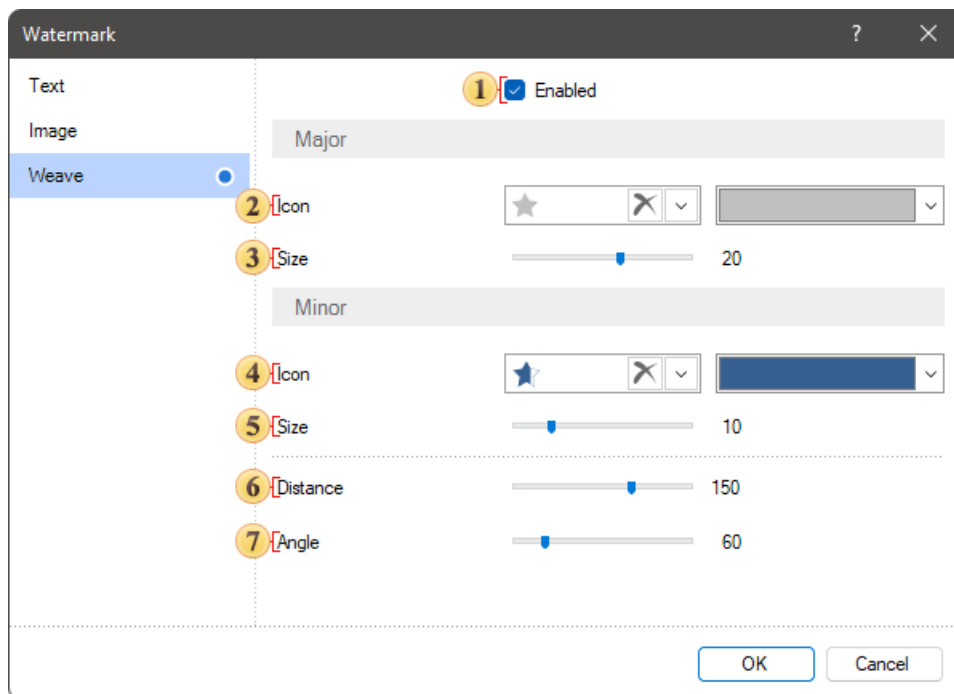 Watermark ?
Text
Image
Weave
1 Enabled
Major
2 Icon
3 Size 20
Minor
4 Icon
5 Size 10
6 Distance 150
7 Angle 60
OK Cancel